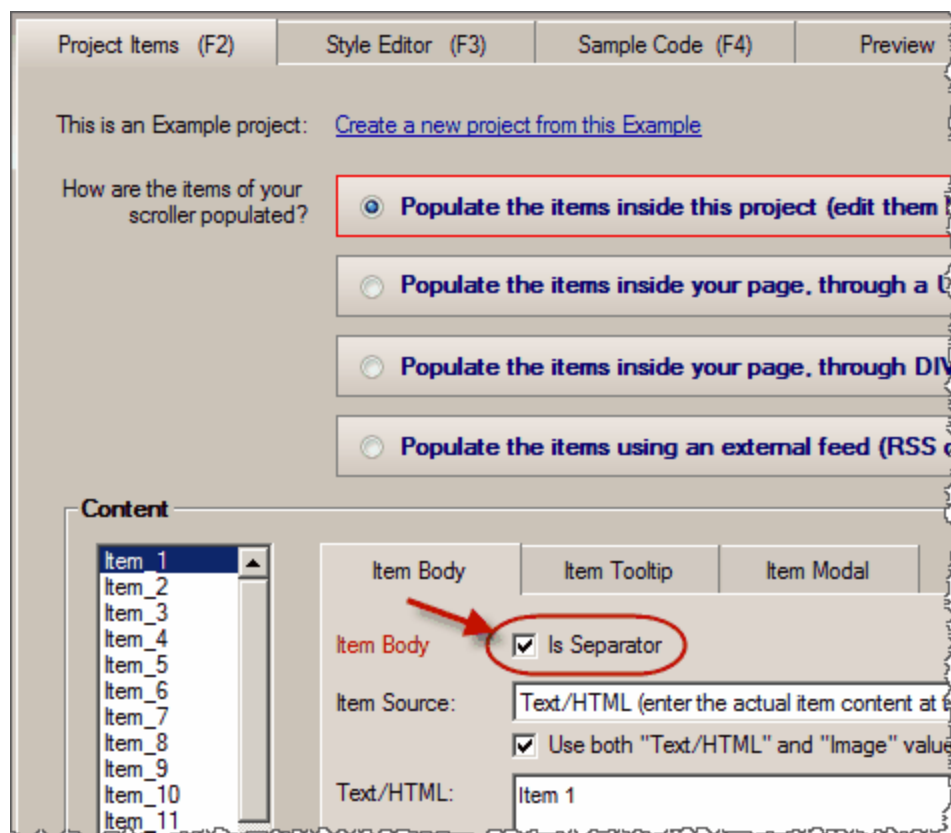 Project Items (F2)
Style Editor (F3)
Sample Code (F4)
Preview
This is an Example project:
Create a new project from this Example
How are the items of your
scroller populated?
Populate the items inside this project (edit them
Populate the items inside your page, through a
Populate the items inside your page, through DIV
Populate the items using an external feed (RSS
Content
Item_1
Item_2
Item_3
Item_4
Item_5
Item_6
Item_7
Item_8
Item_9
Item_10
Item_11
Item Body
Item Tooltip
Item Modal
Item Body
Is Separator
Item Source:
Text/HTML (enter the actual item content at
Use both "Text/HTML" and "Image"
Text/HTML:
Item 1